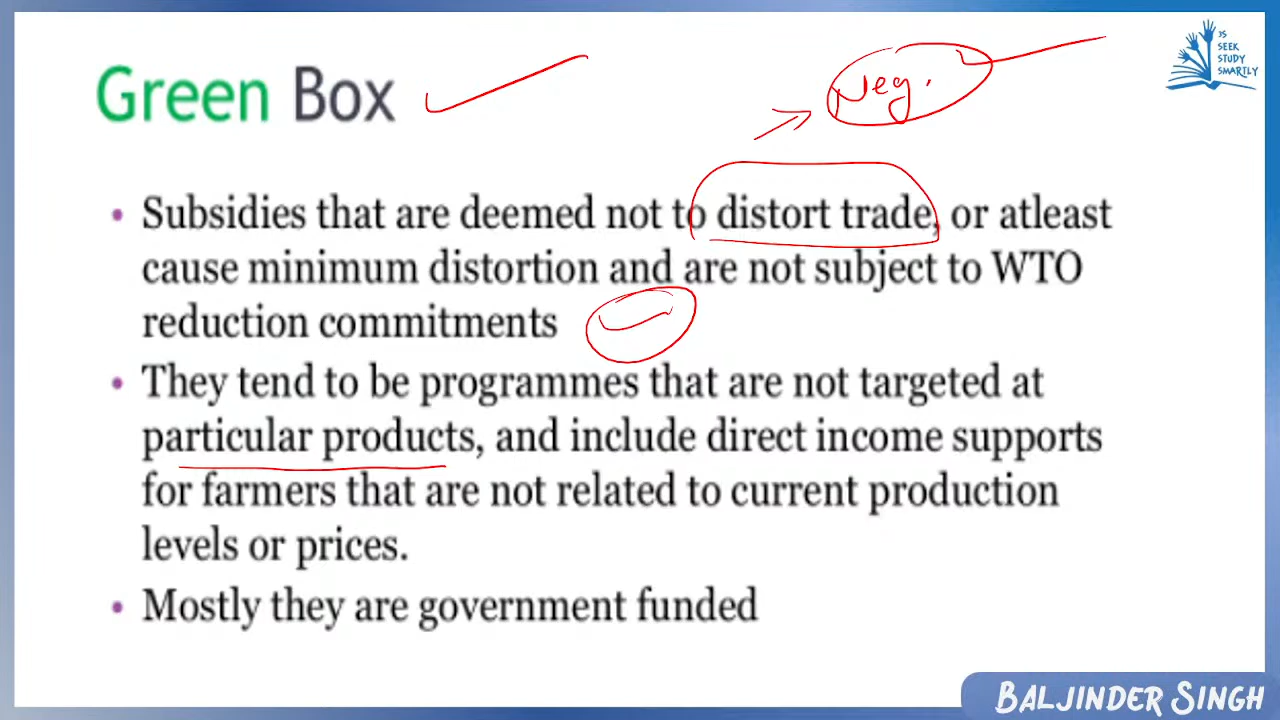 JS
SEEK
STUDY
SMARTLY
Green Box
Neg.
• Subsidies that are deemed not to distort trade, or atleast
cause minimum distortion and are not subject to WTO
reduction commitments
• They tend to be programmes that are not targeted at
particular products, and include direct income supports
for farmers that are not related to current production
levels or prices.
• Mostly they are government funded
BALJINDER SINGH